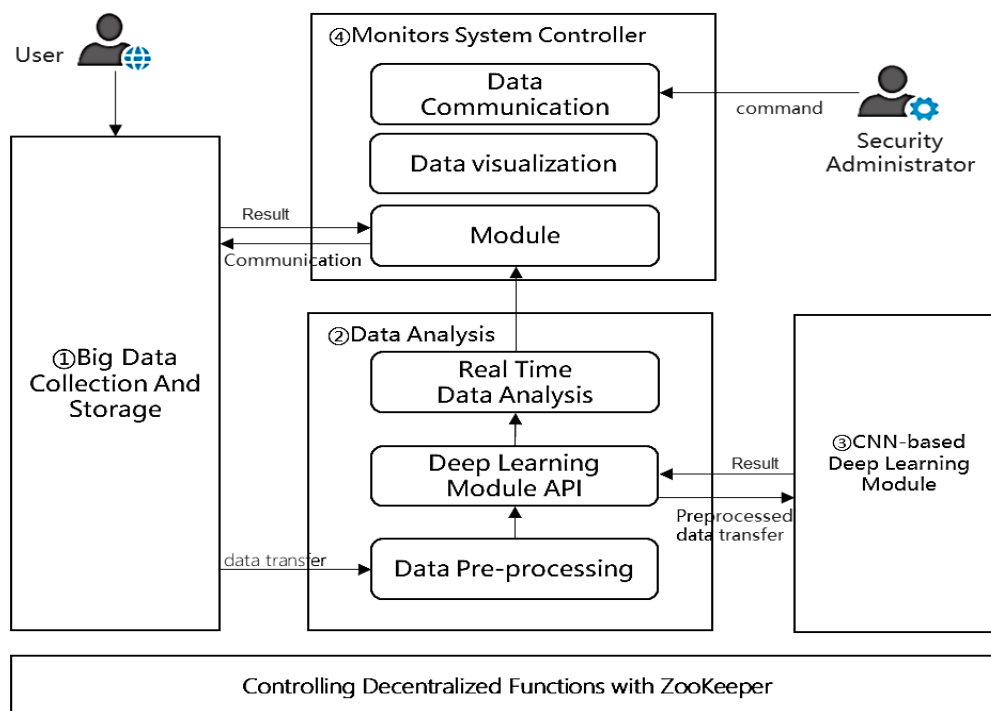 User
④Monitors System Controller
Data
Communication
command
Security
Administrator
Data visualization
Result
Module
Communication
①Big Data
Collection And
Storage
②Data Analysis
Real Time
Data Analysis
Deep Learning
Module API
Result
Preprocessed
data transfer
③CNN-based
Deep Learning
Module
data transfer
Data Pre-processing
Controlling Decentralized Functions with ZooKeeper